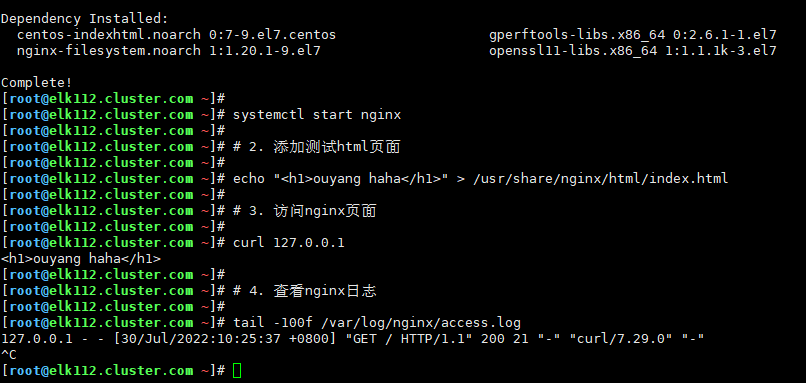 Dependency Installed:
  centos-indexhtml.noarch 0:7-9.el7.centos                   gperftools-libs.x86_64 0:2.6.1-1.el7
  nginx-filesystem.noarch 1:1.20.1-9.el7                     openssl11-libs.x86_64 1:1.1.1k-3.el7
Complete!
[root@elk112.cluster.com ~]#
[root@elk112.cluster.com ~]# systemctl start nginx
[root@elk112.cluster.com ~]#
[root@elk112.cluster.com ~]# # 2. 添加测试html页面
[root@elk112.cluster.com ~]#
[root@elk112.cluster.com ~]# echo "<h1>ouyang haha</h1>" > /usr/share/nginx/html/index.html
[root@elk112.cluster.com ~]#
[root@elk112.cluster.com ~]# # 3. 访问nginx页面
[root@elk112.cluster.com ~]#
[root@elk112.cluster.com ~]# curl 127.0.0.1
<h1>ouyang haha</h1>
[root@elk112.cluster.com ~]#
[root@elk112.cluster.com ~]# # 4. 查看nginx日志
[root@elk112.cluster.com ~]#
[root@elk112.cluster.com ~]# tail -100f /var/log/nginx/access.log
127.0.0.1 - - [30/Jul/2022:10:25:37 +0800] "GET / HTTP/1.1" 200 21 "-" "curl/7.29.0" "-"
^C
[root@elk112.cluster.com ~]#